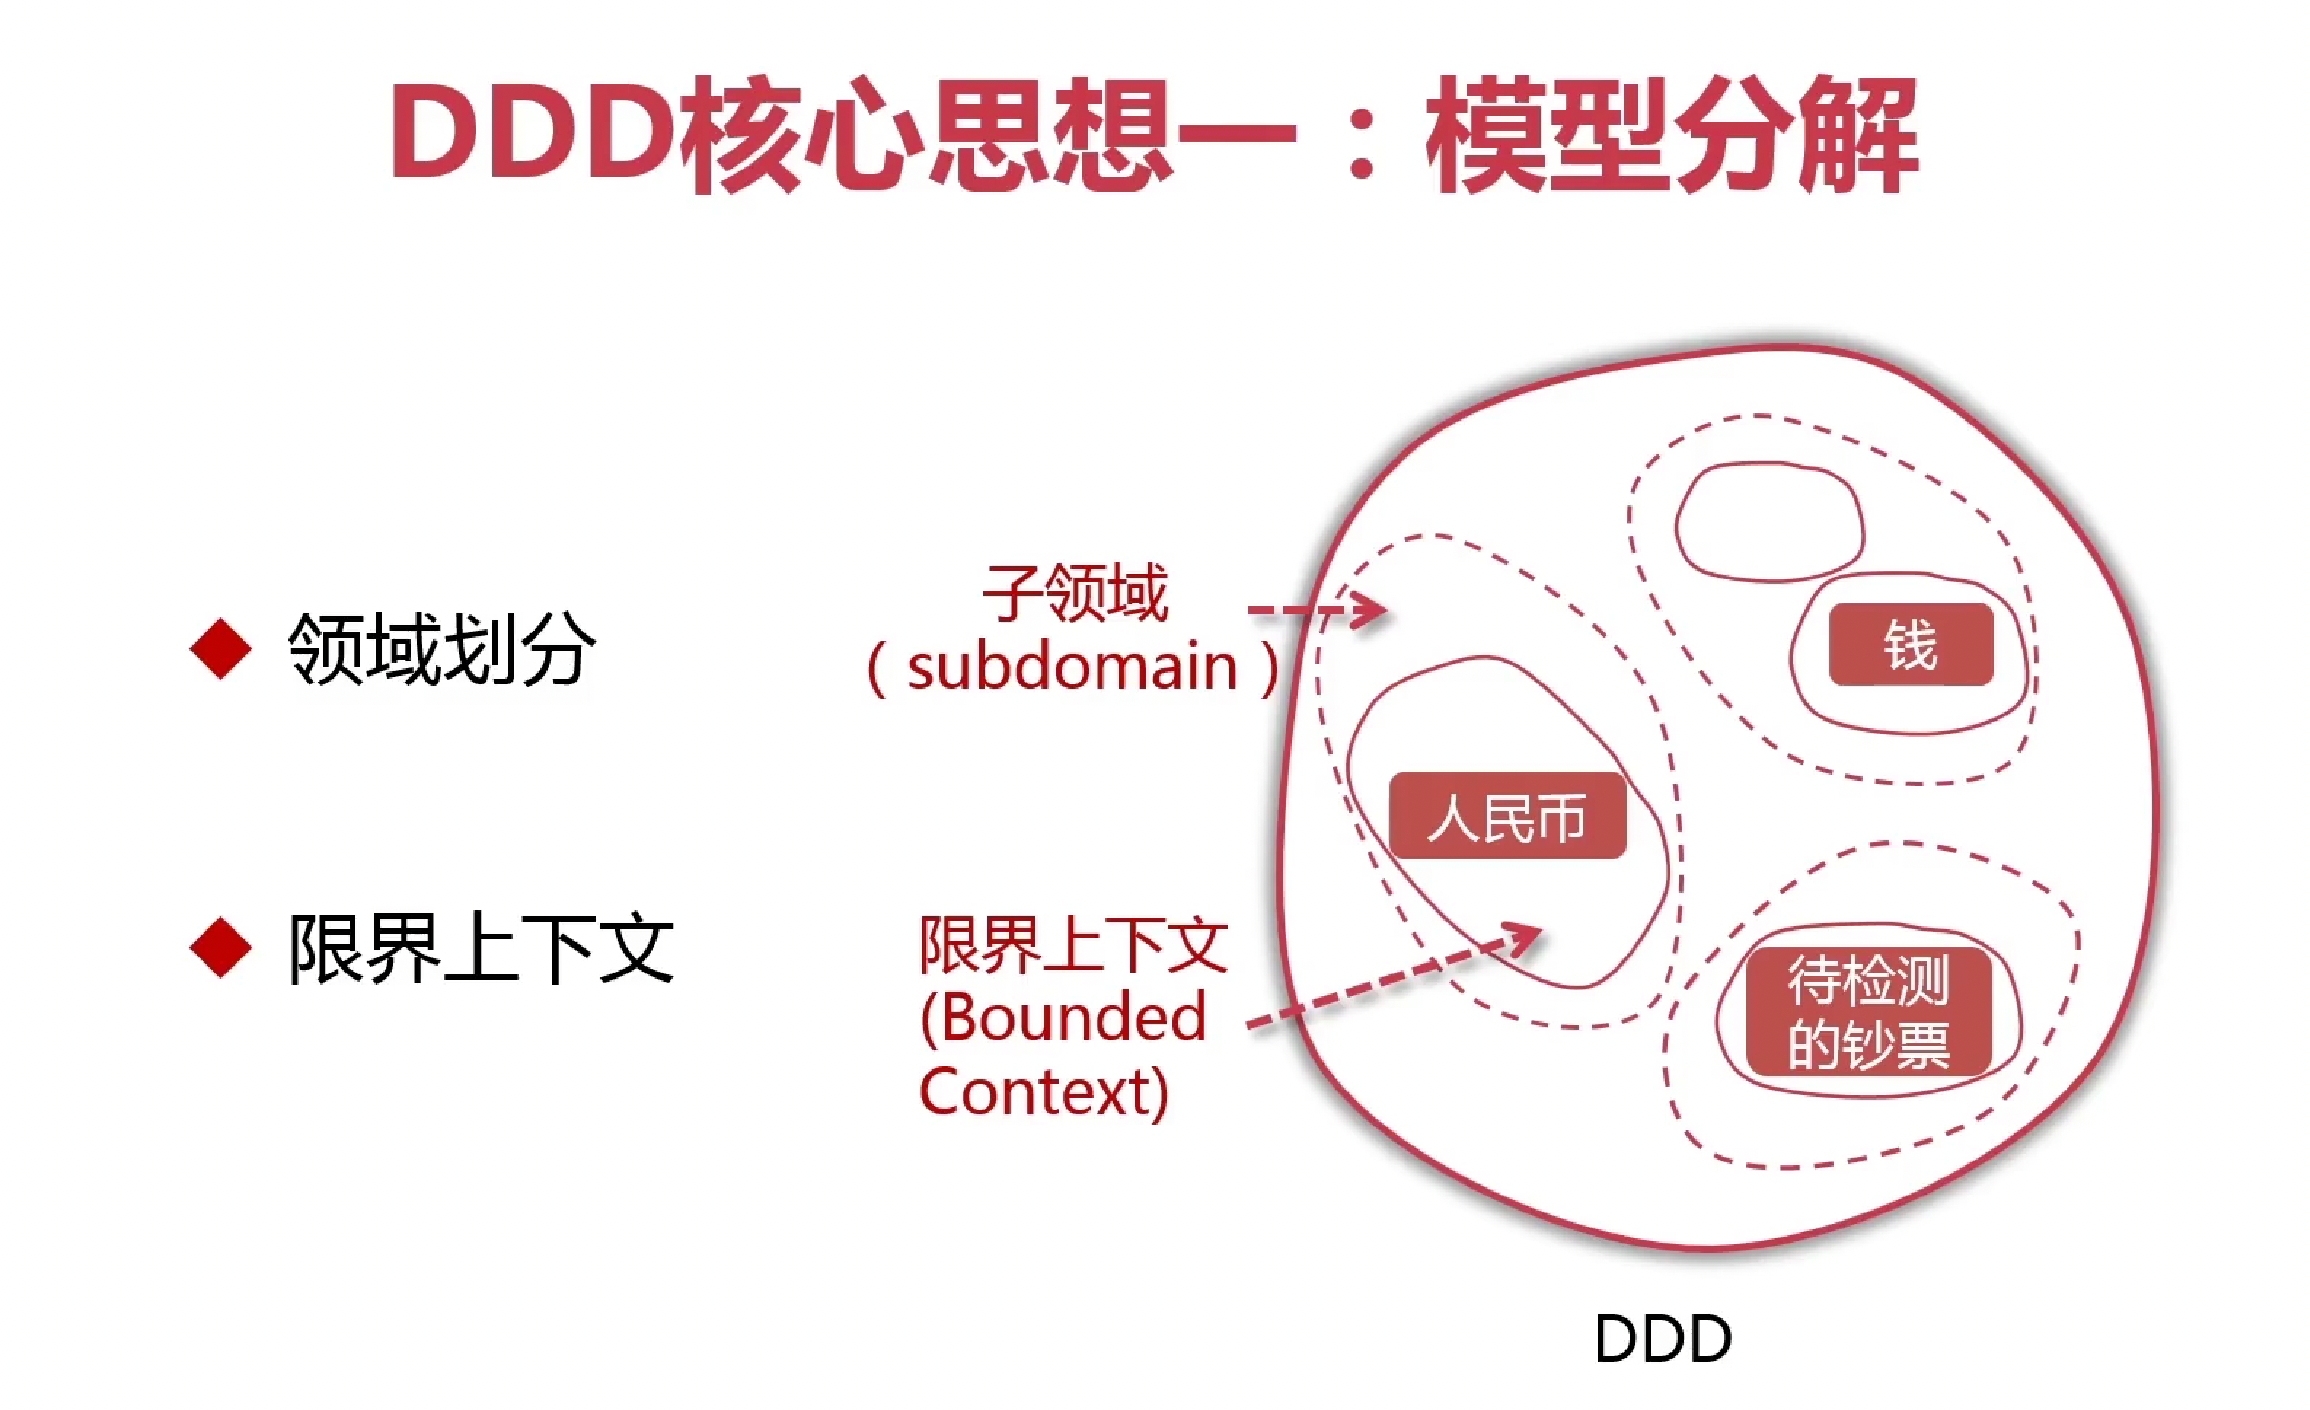 DDD核心思想一：模型分解
领域划分
限界上下文
子领域
（subdomain）
限界上下文
(Bounded
Context)
钱
人民币
待检测
的钞票
DDD